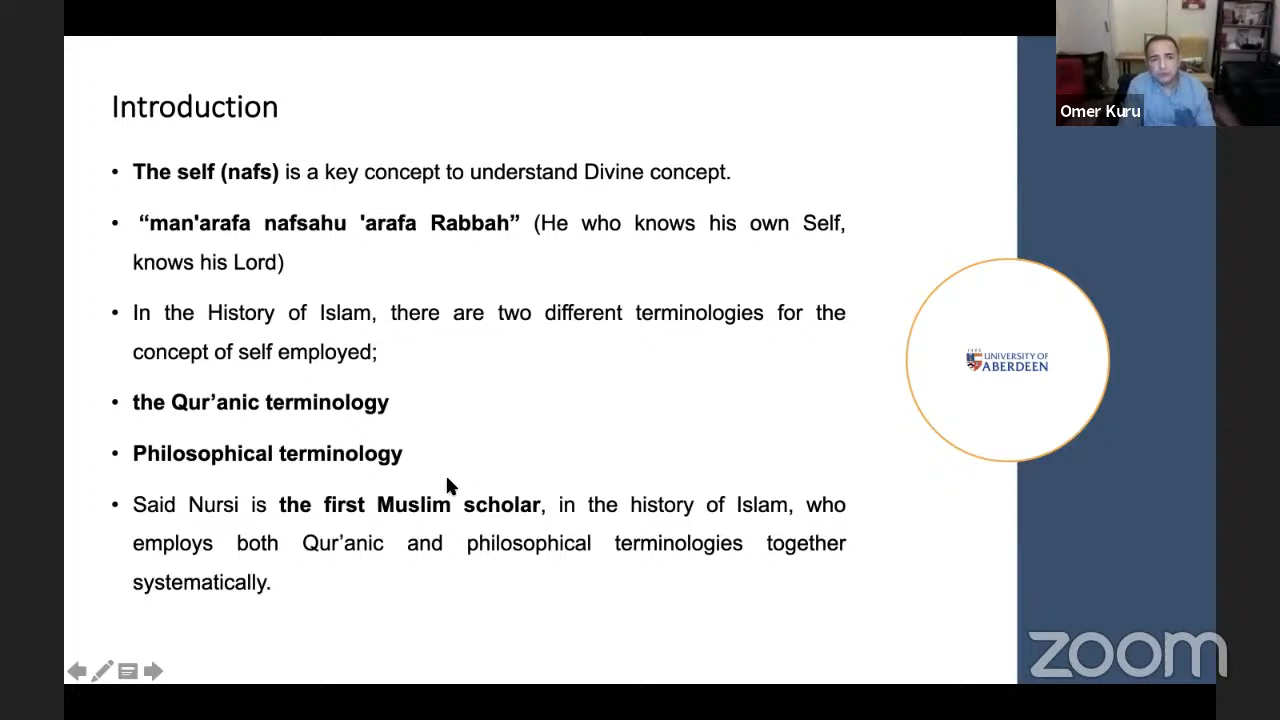 Introduction
• The self (nafs) is a key concept to understand Divine concept.
• “man'arafa nafsahu 'arafa Rabbah” (He who knows his own Self,
knows his Lord)
• In the History of Islam, there are two different terminologies for the
concept of self employed;
• the Qur’anic terminology
• Philosophical terminology
• Said Nursi is the first Muslim scholar, in the history of Islam, who
employs both Qur’anic and philosophical terminologies together
systematically.
Omer Kuru
1495
UNIVERSITY OF
ABERDEEN
zoom